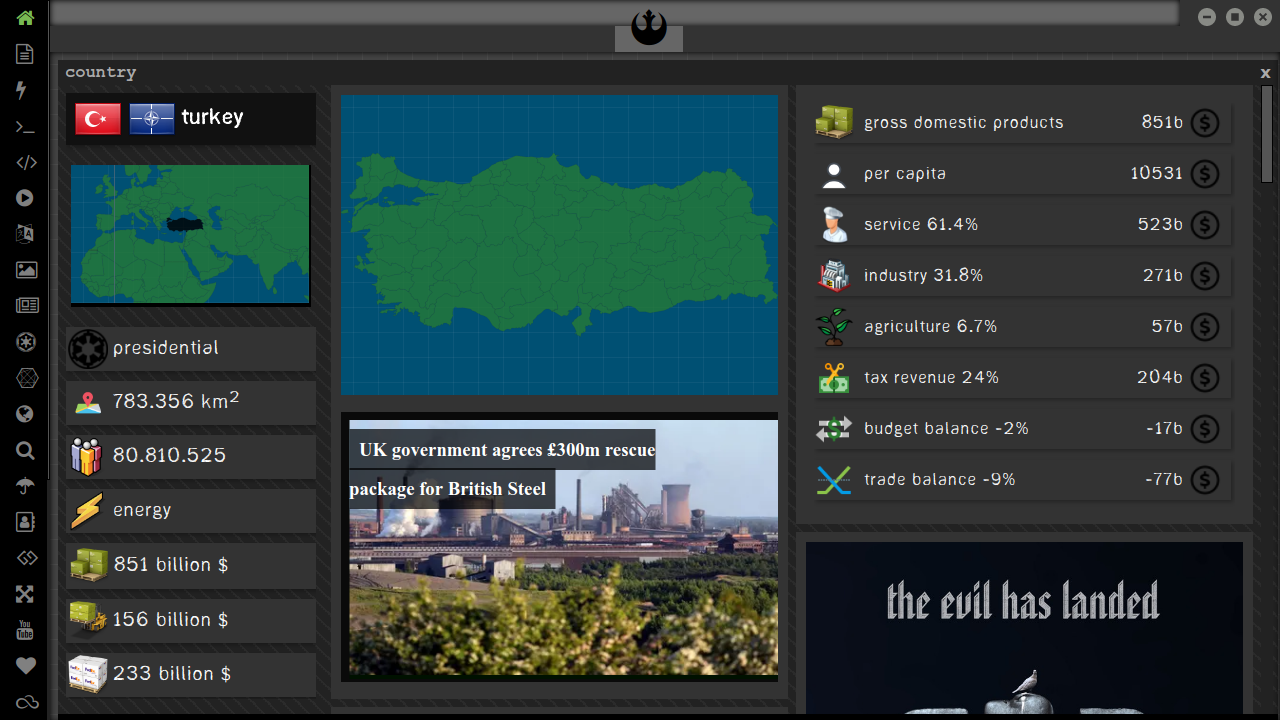 country
x
turkey
presidential
783.356 km²
80.810.525
energy
851 billion $
156 billion $
233 billion $
UK government agrees £300m rescue
package for British Steel
gross domestic products 851b $
per capita 10531 $
service 61.4% 523b $
industry 31.8% 271b $
agriculture 6.7% 57b $
tax revenue 24% 204b $
budget balance -2% -17b $
trade balance -9% -77b $
the evil has landed
You
Tube